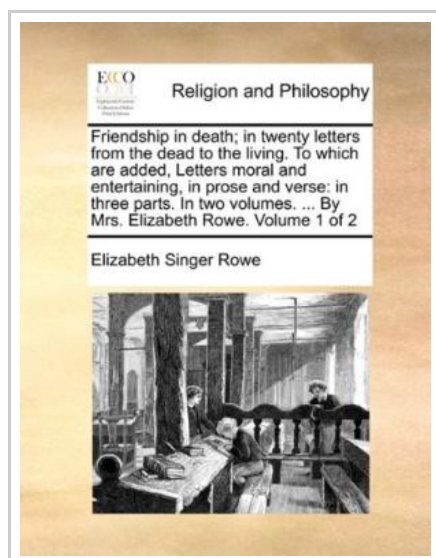 ECCO
Religion and Philosophy
Friendship in death; in twenty letters
from the dead to the living. To which
are added, Letters moral and
entertaining, in prose and verse: in
three parts. In two volumes. ... By
Mrs. Elizabeth Rowe. Volume 1 of 2
Elizabeth Singer Rowe